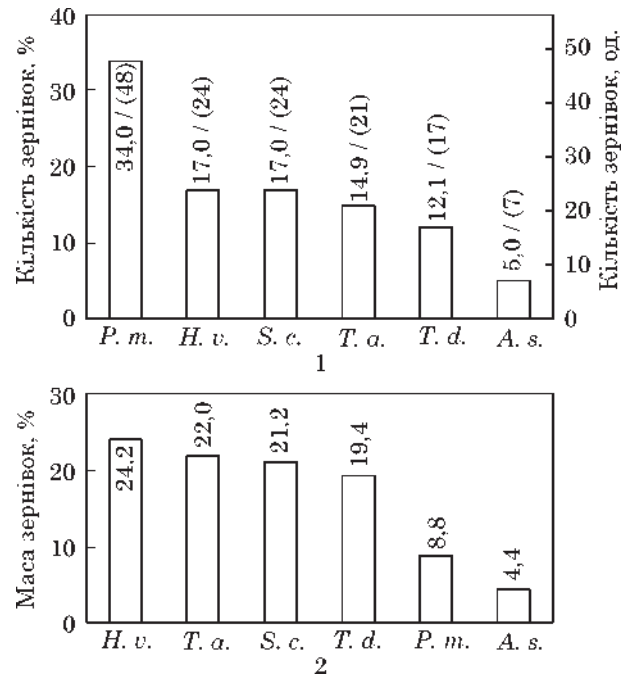 Кількість зернівок, %
40
30
20
10
0
34,0 / (48)
17,0 / (24)
17,0 / (24)
14,9 / (21)
12,1 / (17)
5,0 / (7)
50
40
30
20
10
0
Кількість зернівок, од.
P. m. H. v. S. c. T. a. T. d. A. s.
1
Маса зернівок, %
30
20
10
0
24,2
22,0
21,2
19,4
8,8
4,4
H. v. T. a. S. c. T. d. P. m. A. s.
2